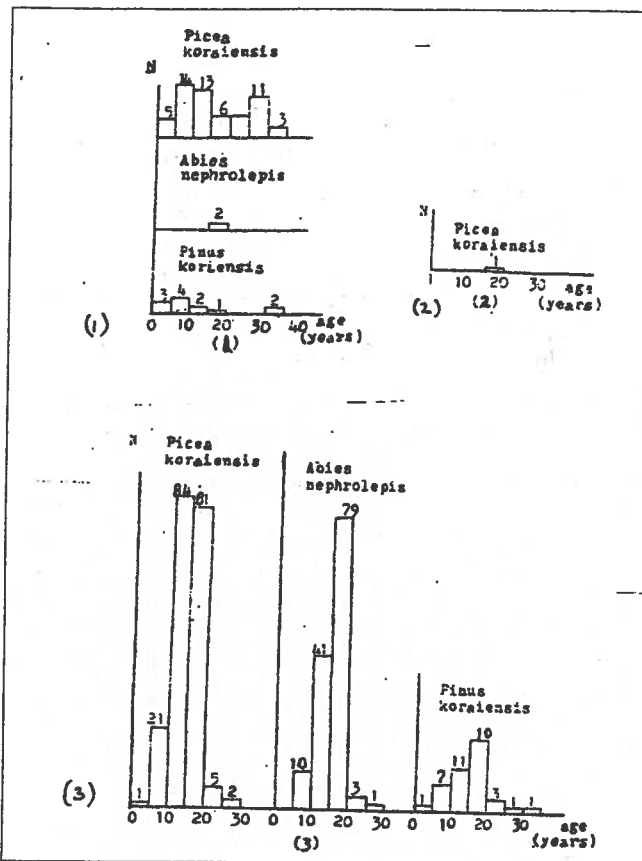 Picea
koraiensis
N
5 14 13 6 11 3
Abies
nephrolepis
2
Pinus
koriensis
3 4 2 1 2
0 10 20 30 40 age
(years)
(1)
N
Picea
koraiensis
1
1 10 20 30 age
(years)
(2) (2)
N
Picea
koraiensis
1 21 84 81 5 2
Abies
nephrolepis
10 41 79 3 1
Pinus
koraiensis
1 7 11 10 3 1 1
(3)
0 10 20 30 0 10 20 30 0 10 20 30 age
(years)
(3)